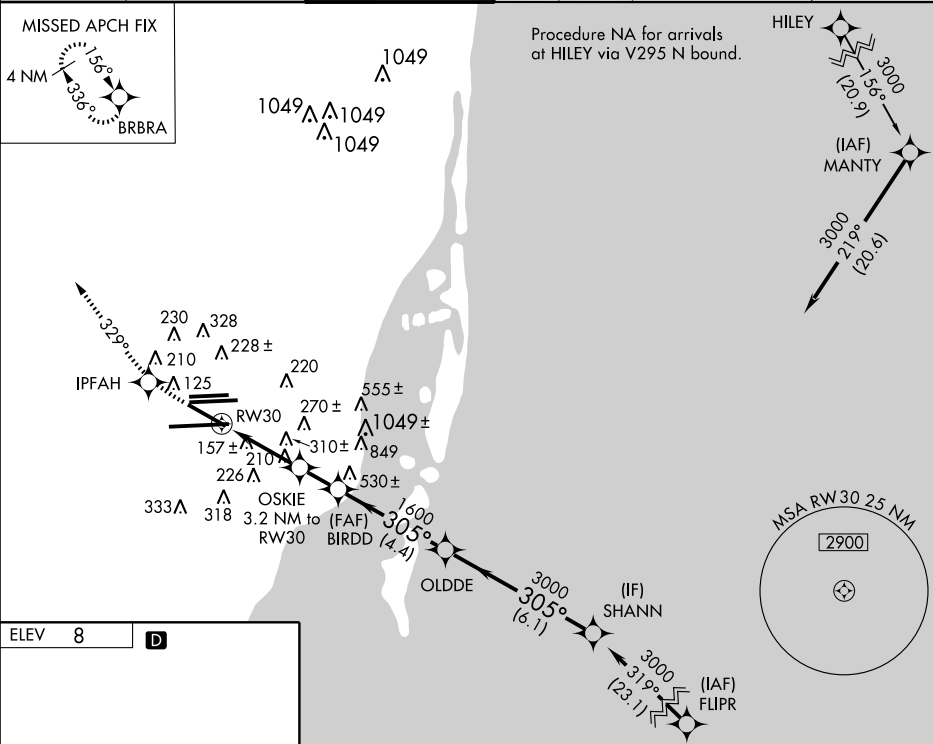 MISSED APCH FIX
4 NM
156°
336°
BRBRA
1049
1049
1049
1049
Procedure NA for arrivals
at HILEY via V295 N bound.
HILEY
3000
156°
(20.9)
(IAF)
MANTY
3000
219°
(20.6)
329°
230
328
210
228 ±
IPFAH
125
220
RW30
270 ±
555 ±
1049 ±
157 ±
310 ±
849
210
226
530 ±
333
318
OSKIE
3.2 NM to
RW30
(FAF)
BIRDD
1600
305°
(4.4)
OLDDE
3000
305°
(6.1)
(IF)
SHANN
3000
319°
(23.1)
(IAF)
FLIPR
MSA RW 30 25 NM
2900
ELEV 8
D